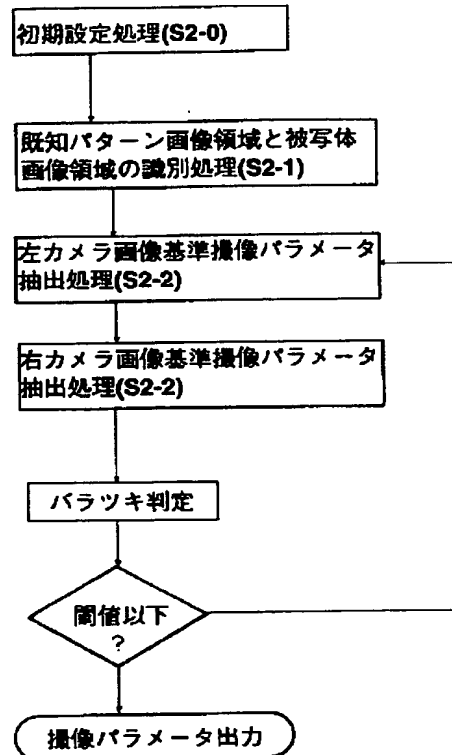 初期設定処理(S2-0)
既知パターン画像領域と被写体
画像領域の識別処理(S2-1)
左カメラ画像基準撮像パラメータ
抽出処理(S2-2)
右カメラ画像基準撮像パラメータ
抽出処理(S2-2)
バラツキ判定
閾値以下
?
撮像パラメータ出力